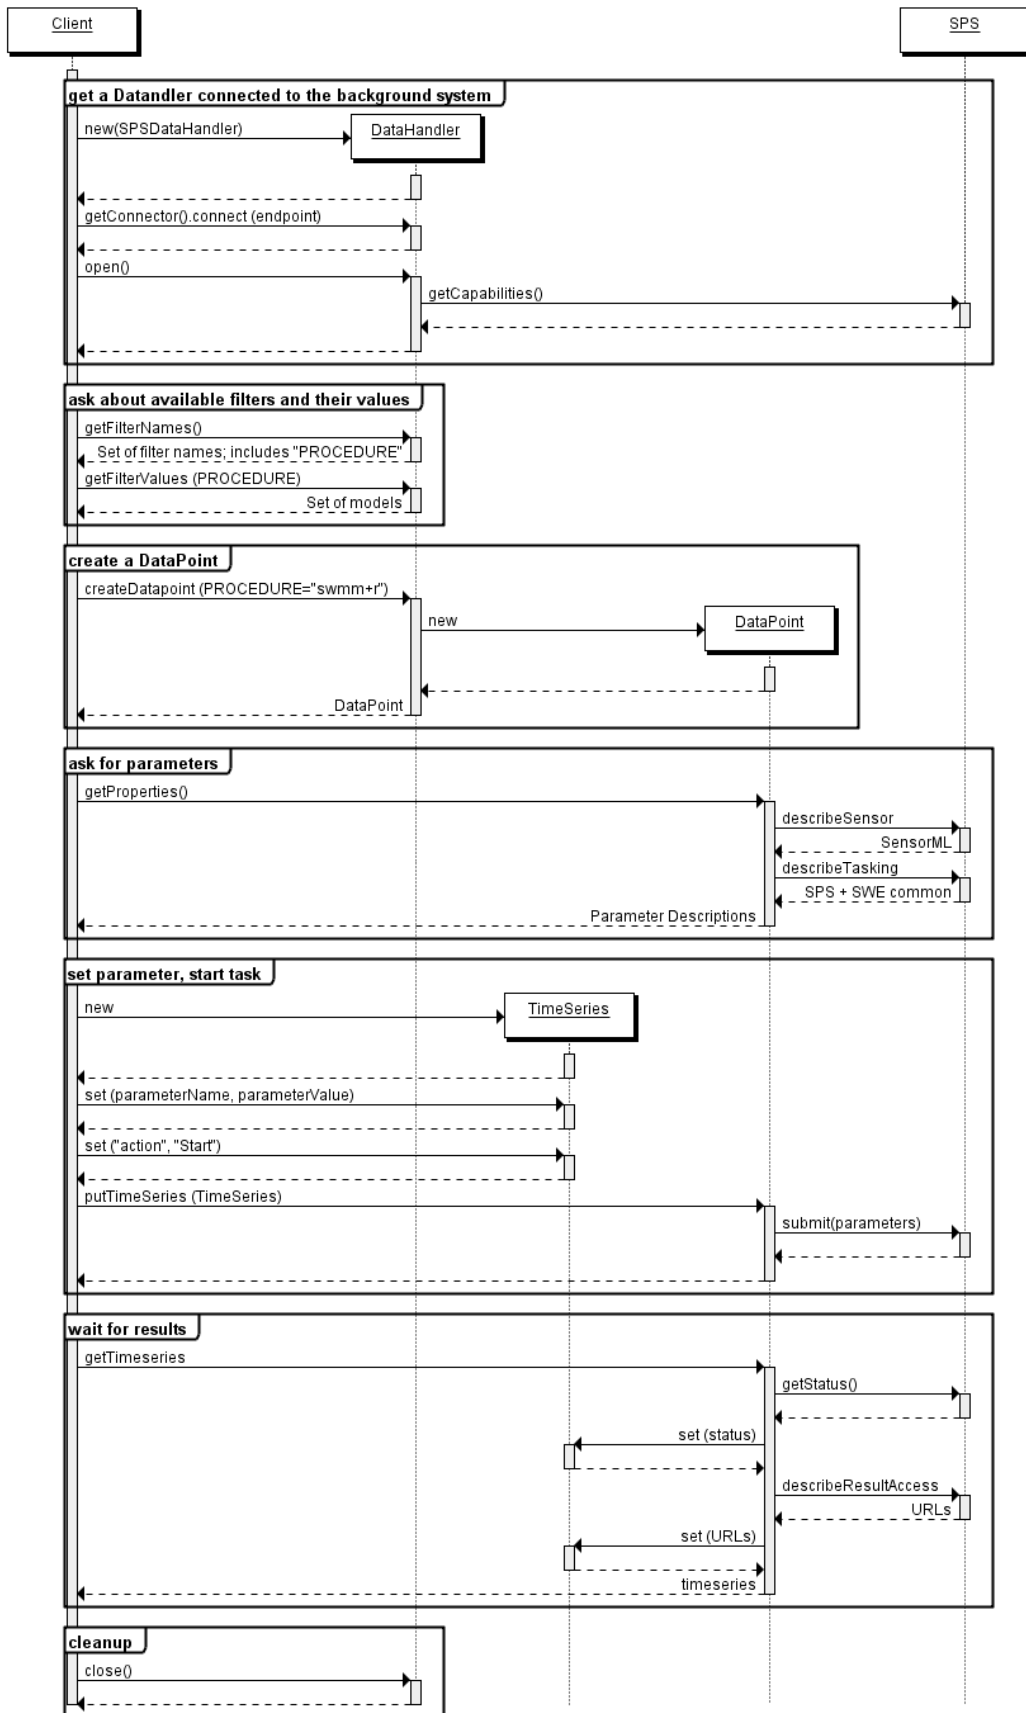 Client
SPS
get a Datandler connected to the background system
new(SPSDataHandler)
DataHandler
getConnector().connect (endpoint)
open()
getCapabilities()
ask about available filters and their values
getFilterNames()
Set of filter names; includes "PROCEDURE"
getFilterValues (PROCEDURE)
Set of models
create a DataPoint
createDatapoint (PROCEDURE="swmm+r")
new
DataPoint
DataPoint
ask for parameters
getProperties()
describeSensor
SensorML
describeTasking
SPS + SWE common
Parameter Descriptions
set parameter, start task
new
TimeSeries
set (parameterName, parameterValue)
set ("action", "Start")
putTimeSeries (TimeSeries)
submit(parameters)
wait for results
getTimeseries
getStatus()
set (status)
describeResultAccess
URLs
set (URLs)
timeseries
cleanup
close()